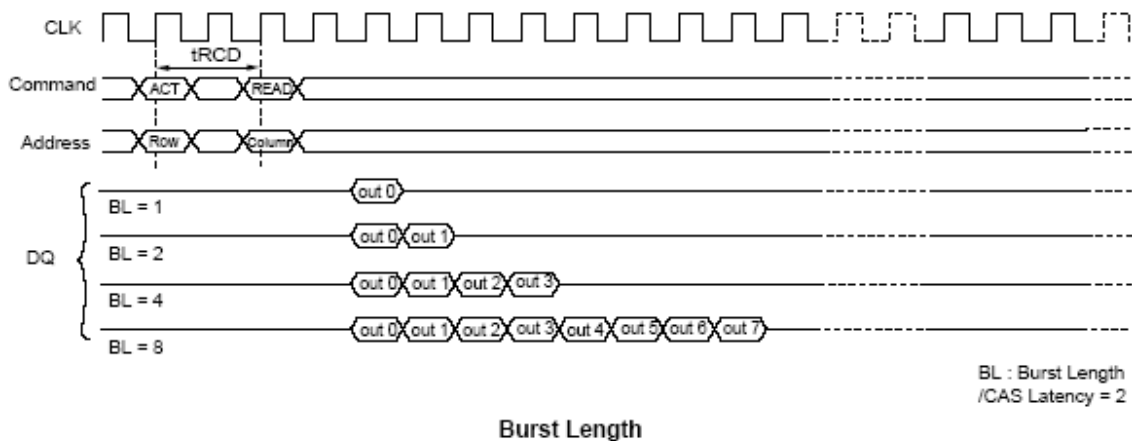 CLK
tRCD
Command ACT READ
Address Row Column
out 0
BL = 1
out 0 out 1
BL = 2
DQ
out 0 out 1 out 2 out 3
BL = 4
out 0 out 1 out 2 out 3 out 4 out 5 out 6 out 7
BL = 8
BL : Burst Length
/CAS Latency = 2
Burst Length